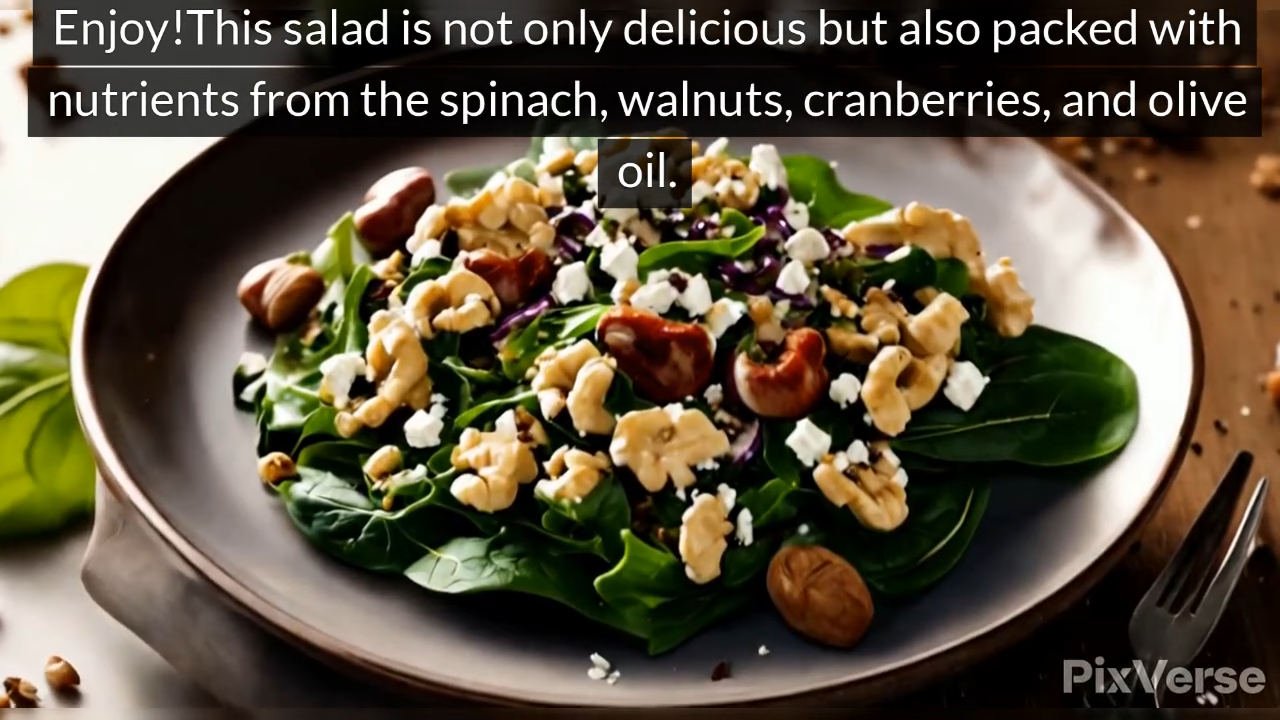 Enjoy!This salad is not only delicious but also packed with
nutrients from the spinach, walnuts, cranberries, and olive
oil.
PixVerse